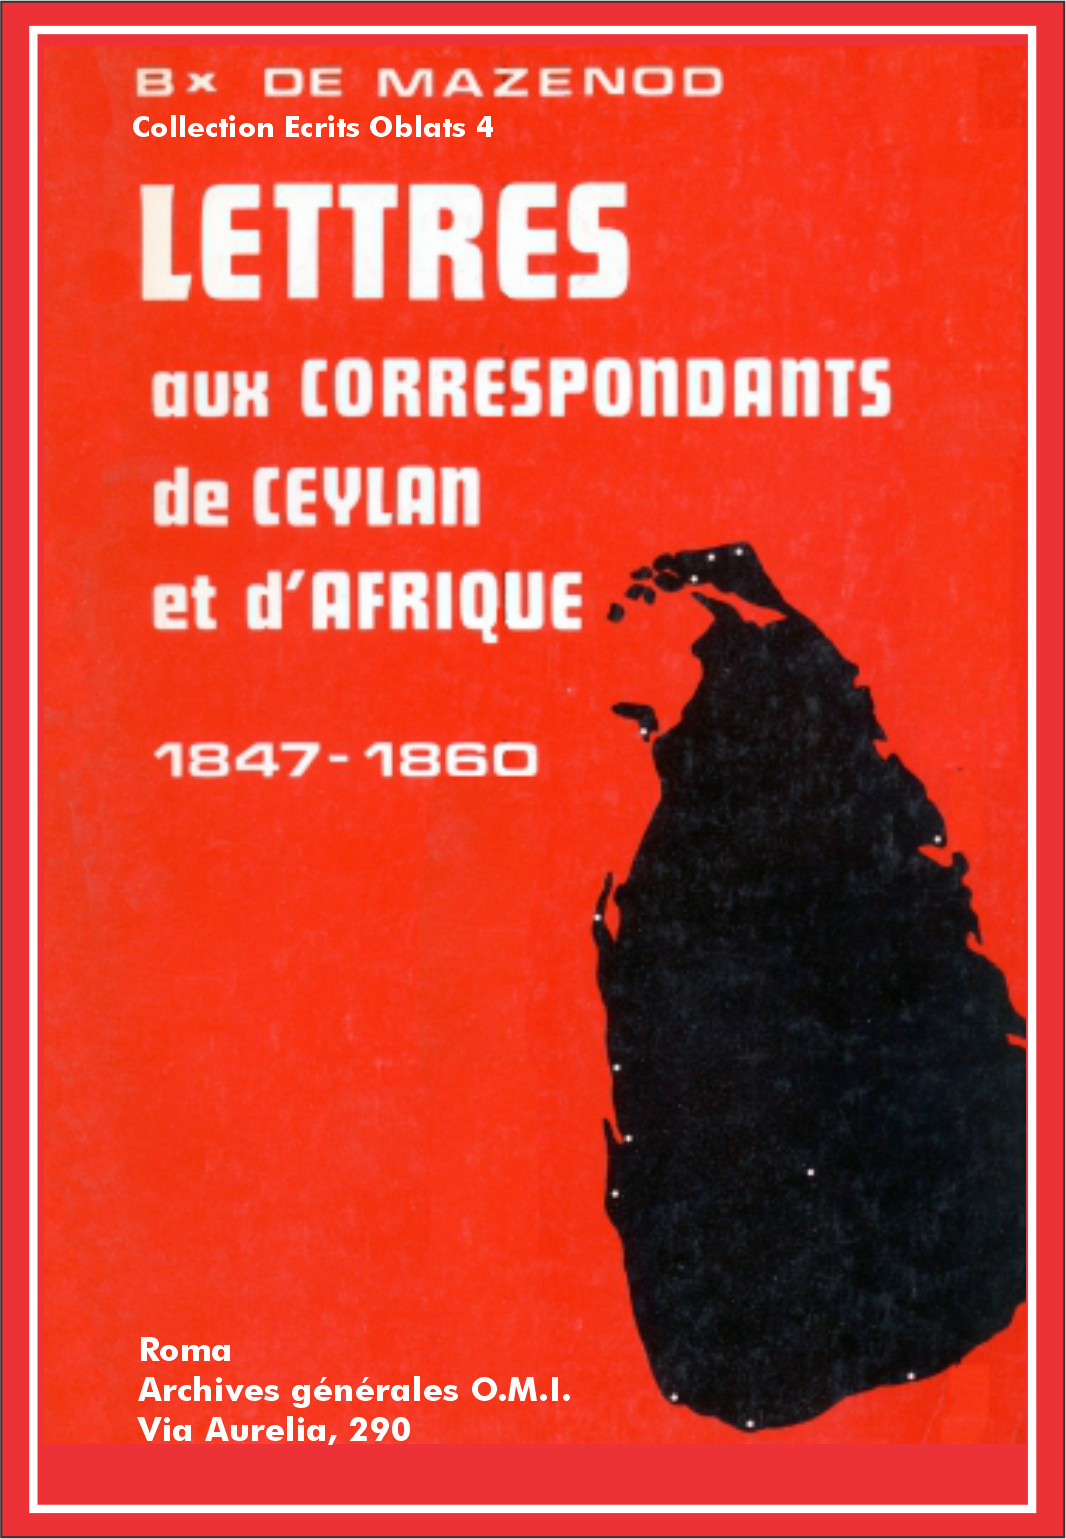 Bx DE MAZENOD
Collection Ecrits Oblats 4
LETTRES
aux CORRESPONDANTS
de CEYLAN
et d'AFRIQUE
1847-1860
Roma
Archives générales O.M.I.
Via Aurelia, 290